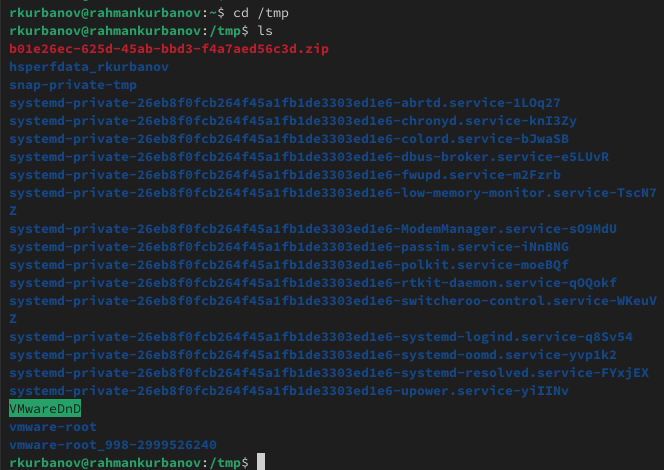 rkurbanov@rahmankurbanov:~$ cd /tmp
rkurbanov@rahmankurbanov:/tmp$ ls
b01e26ec-625d-45ab-bbd3-f4a7aed56c3d.zip
hsperfdata_rkurbanov
snap-private-tmp
systemd-private-26eb8f0fcb264f45a1fb1de3303ed1e6-abrtd.service-1LOq27
systemd-private-26eb8f0fcb264f45a1fb1de3303ed1e6-chronyd.service-knI3Zy
systemd-private-26eb8f0fcb264f45a1fb1de3303ed1e6-colord.service-bJwaSB
systemd-private-26eb8f0fcb264f45a1fb1de3303ed1e6-dbus-broker.service-e5LUvR
systemd-private-26eb8f0fcb264f45a1fb1de3303ed1e6-fwupd.service-m2Fzrb
systemd-private-26eb8f0fcb264f45a1fb1de3303ed1e6-low-memory-monitor.service-TscN7
Z
systemd-private-26eb8f0fcb264f45a1fb1de3303ed1e6-ModemManager.service-sO9MdU
systemd-private-26eb8f0fcb264f45a1fb1de3303ed1e6-passim.service-iNnBNG
systemd-private-26eb8f0fcb264f45a1fb1de3303ed1e6-polkit.service-moeBQf
systemd-private-26eb8f0fcb264f45a1fb1de3303ed1e6-rtkit-daemon.service-qOQokf
systemd-private-26eb8f0fcb264f45a1fb1de3303ed1e6-switcheroo-control.service-WKeuV
Z
systemd-private-26eb8f0fcb264f45a1fb1de3303ed1e6-systemd-logind.service-q8Sv54
systemd-private-26eb8f0fcb264f45a1fb1de3303ed1e6-systemd-oomd.service-yvp1k2
systemd-private-26eb8f0fcb264f45a1fb1de3303ed1e6-systemd-resolved.service-FYxjEX
systemd-private-26eb8f0fcb264f45a1fb1de3303ed1e6-upower.service-yiIINv
VMwareDnD
vmware-root
vmware-root_998-2999526240
rkurbanov@rahmankurbanov:/tmp$